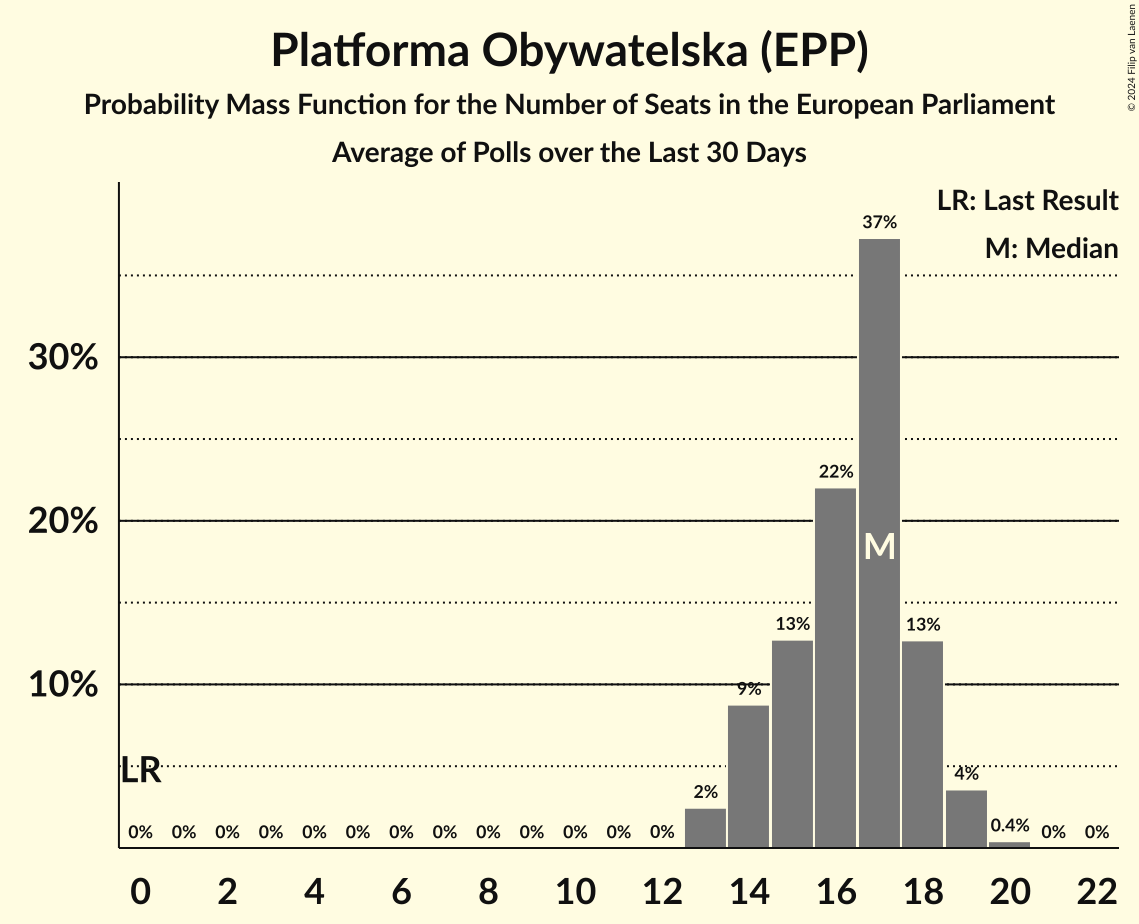 Platforma Obywatelska (EPP)
Probability Mass Function for the Number of Seats in the European Parliament
Average of Polls over the Last 30 Days
© 2024 Filip van Laenen
LR: Last Result
M: Median
37%
30%
22%
20%
M
13%
13%
10%
9%
LR
4%
2%
0% 0% 0% 0% 0% 0% 0% 0% 0% 0% 0% 0% 0% 0.4% 0% 0%
0 2 4 6 8 10 12 14 16 18 20 22